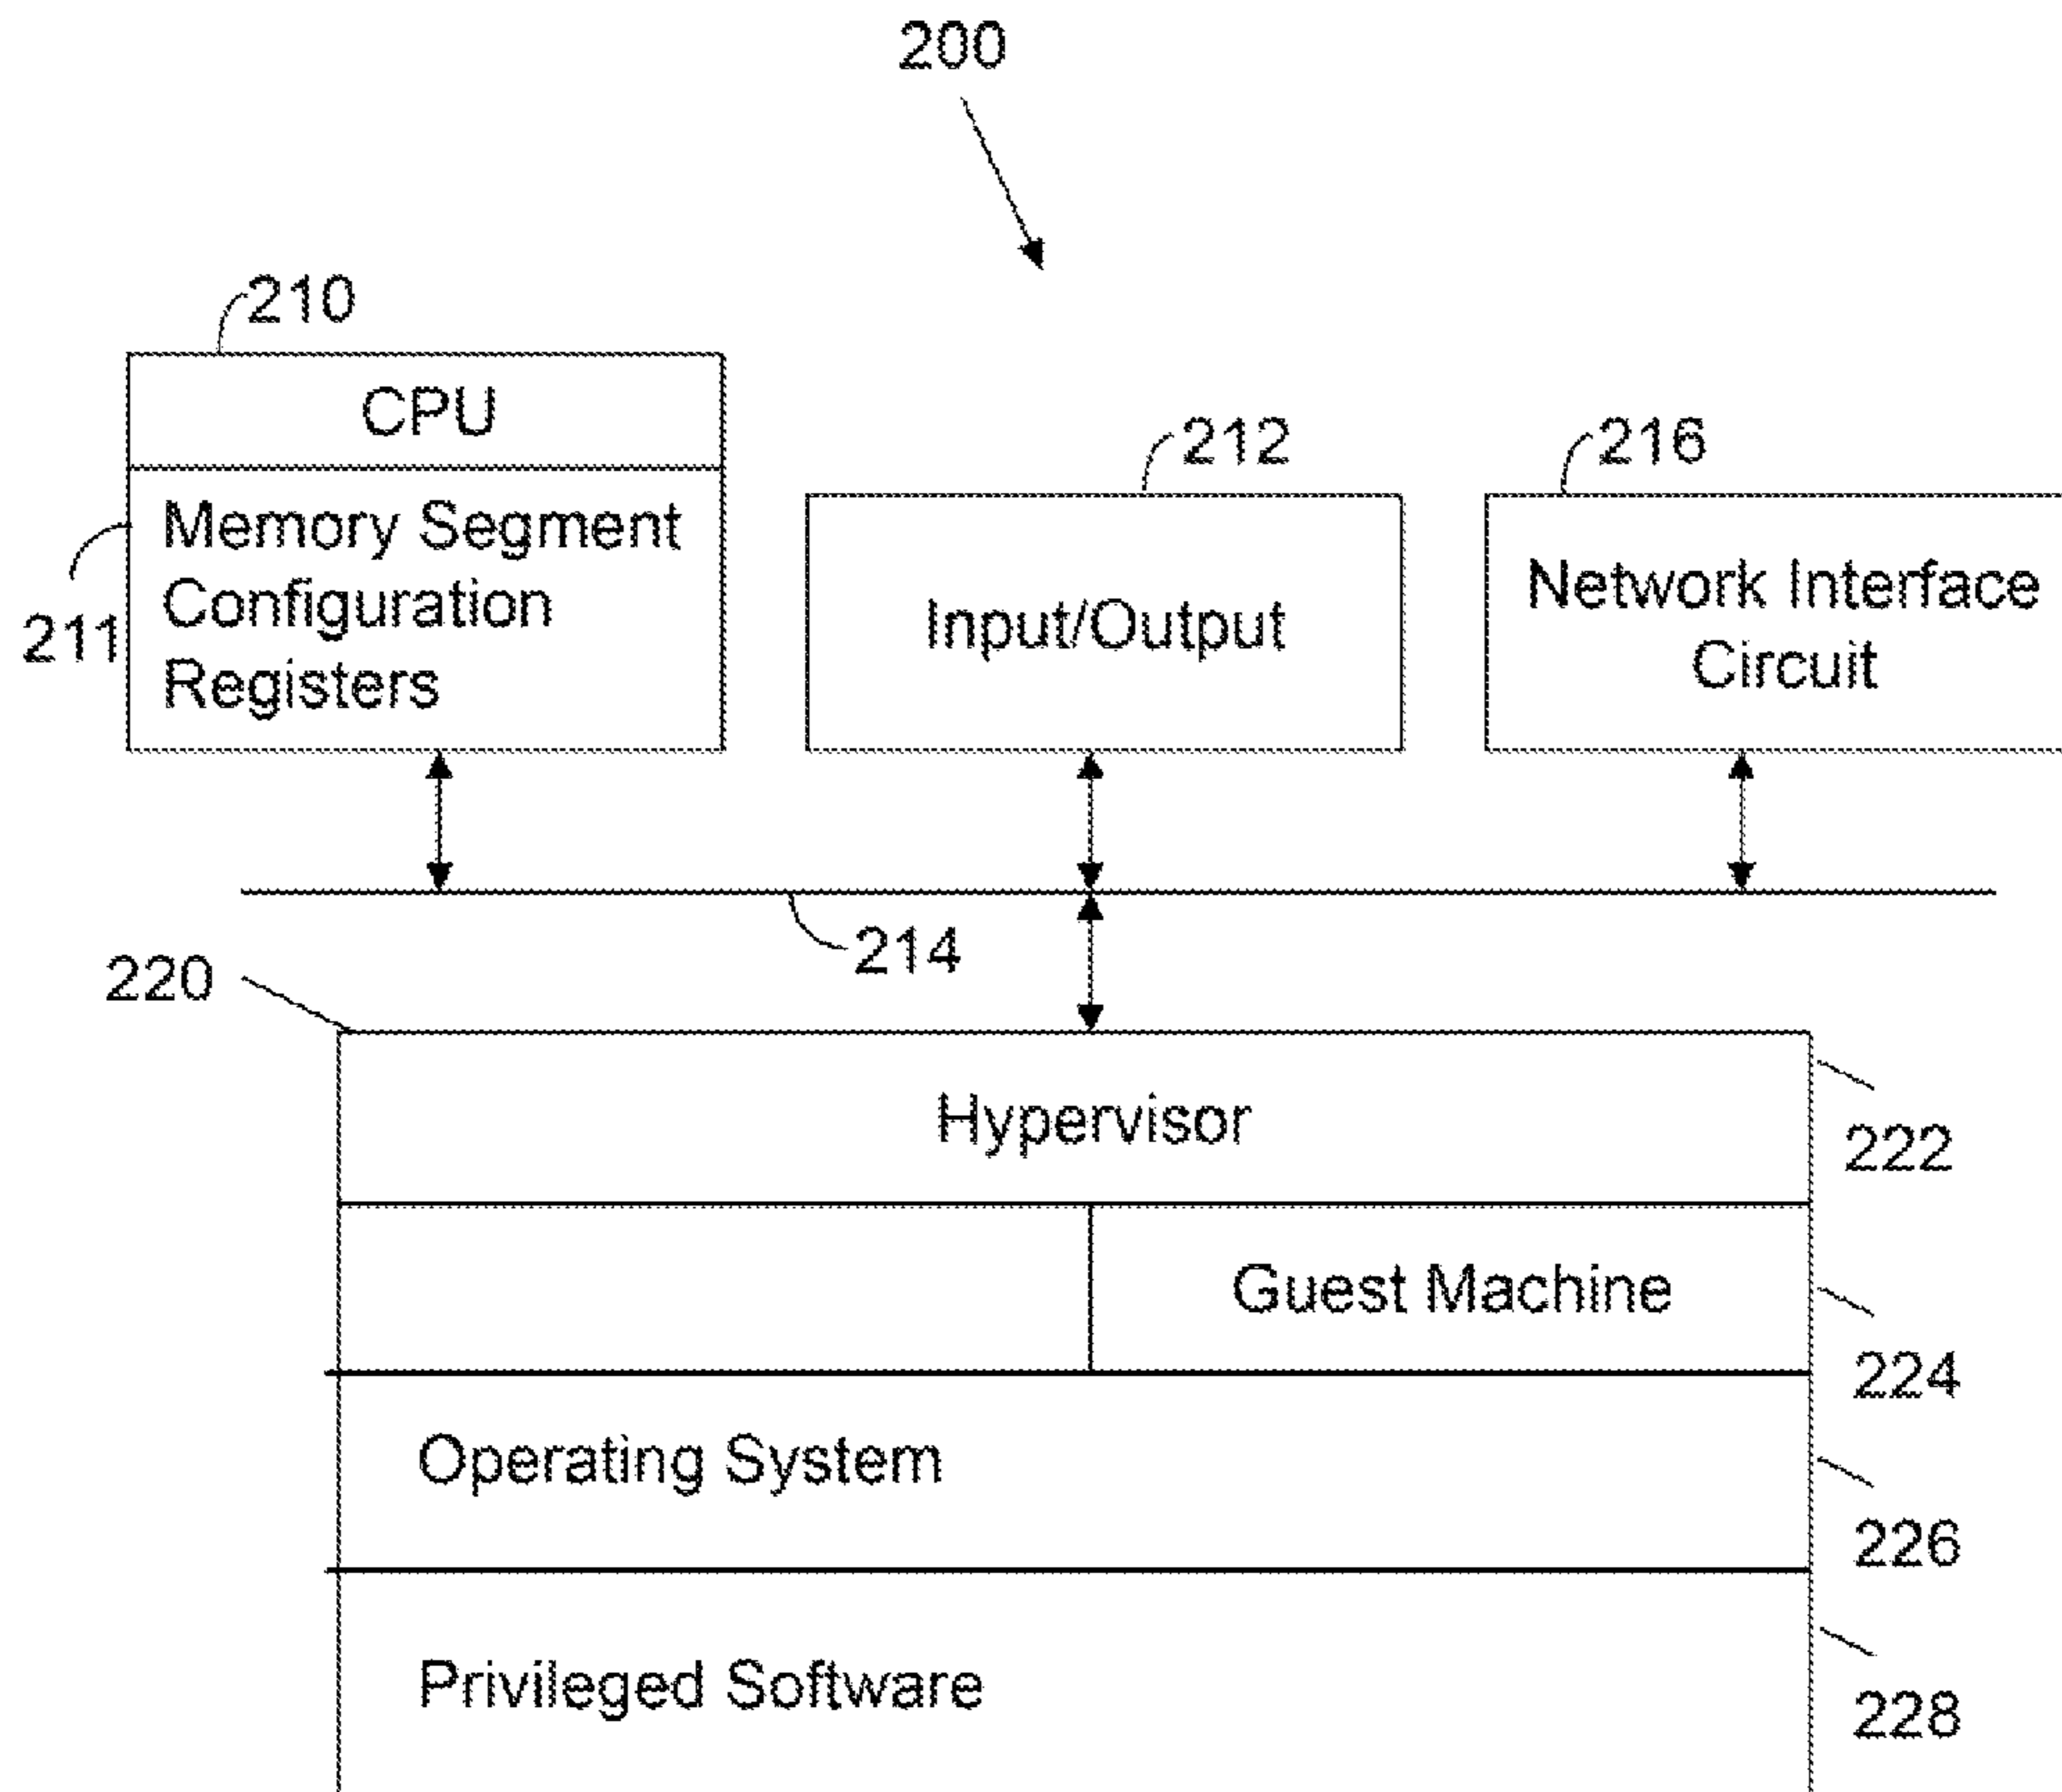 200
210
CPU
212
216
Memory Segment
Configuration
Registers
211
Input/Output
Network Interface
Circuit
214
220
Hypervisor
222
Guest Machine
224
Operating System
226
Privileged Software
228